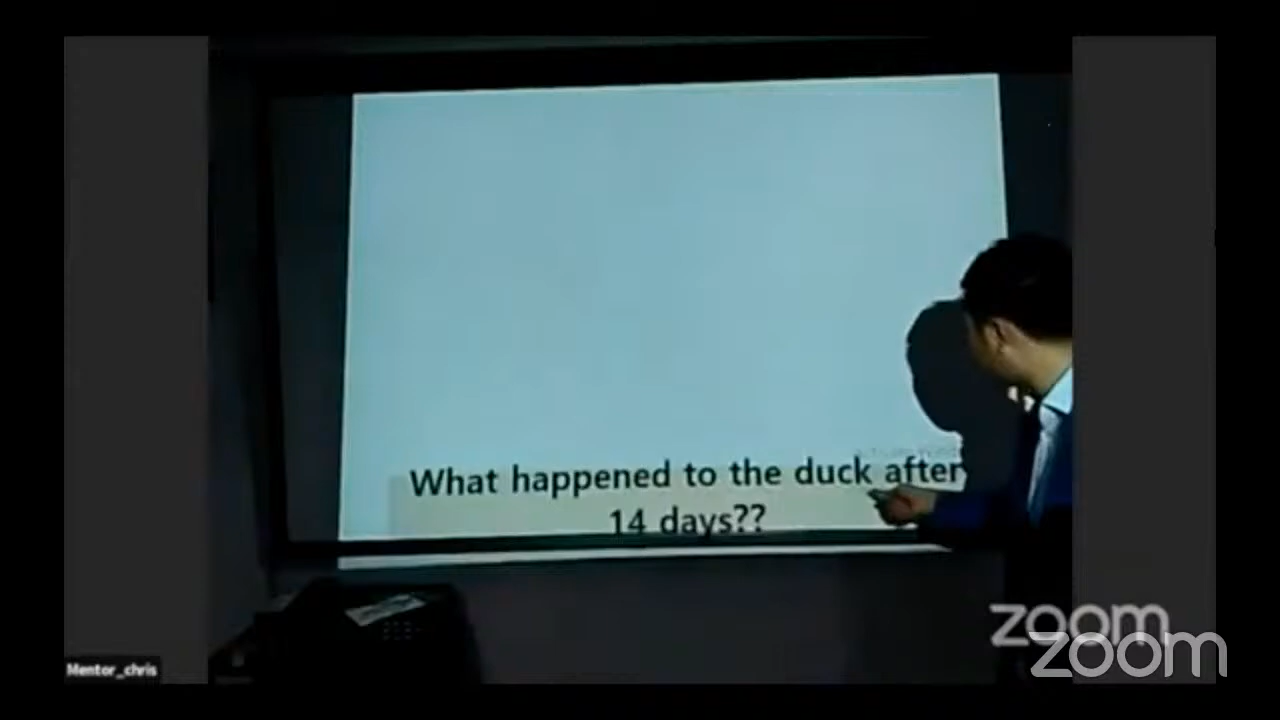 What happened to the duck after
14 days??
zoom
zoom
Mentor_chris